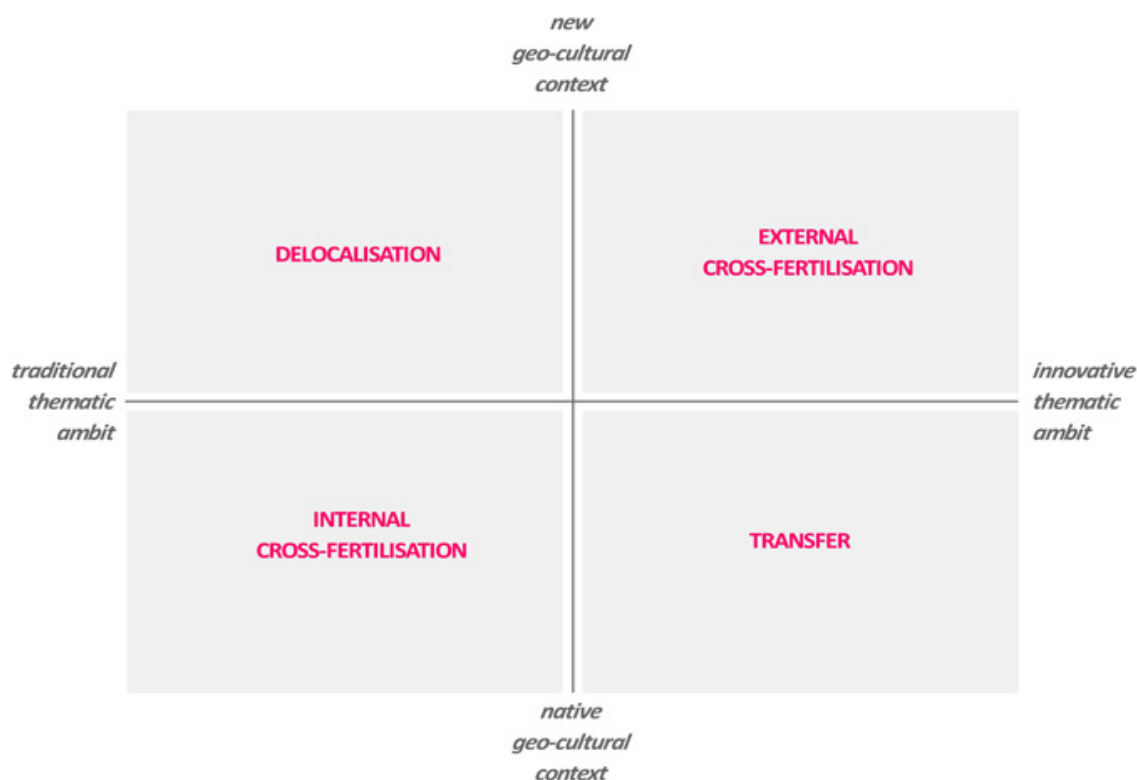 new
geo-cultural
context
DELOCALISATION
EXTERNAL
CROSS-FERTILISATION
traditional
thematic
ambit
innovative
thematic
ambit
INTERNAL
CROSS-FERTILISATION
TRANSFER
native
geo-cultural
context